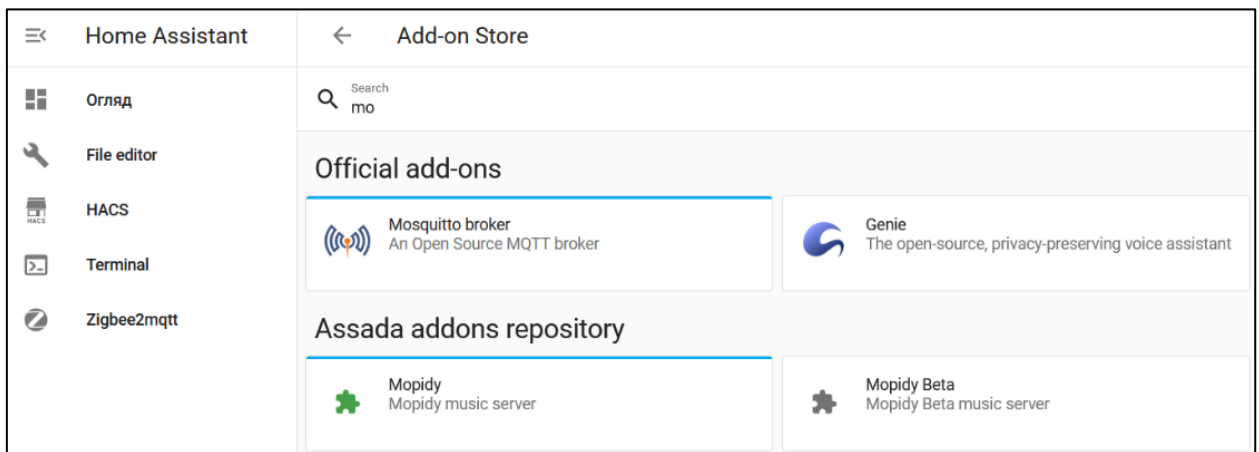 Home Assistant
Add-on Store
Огляд
File editor
HACS
HACS
Terminal
Zigbee2mqtt
Search
mo
Official add-ons
Mosquitto broker
An Open Source MQTT broker
Genie
The open-source, privacy-preserving voice assistant
Assada addons repository
Mopidy
Mopidy music server
Mopidy Beta
Mopidy Beta music server